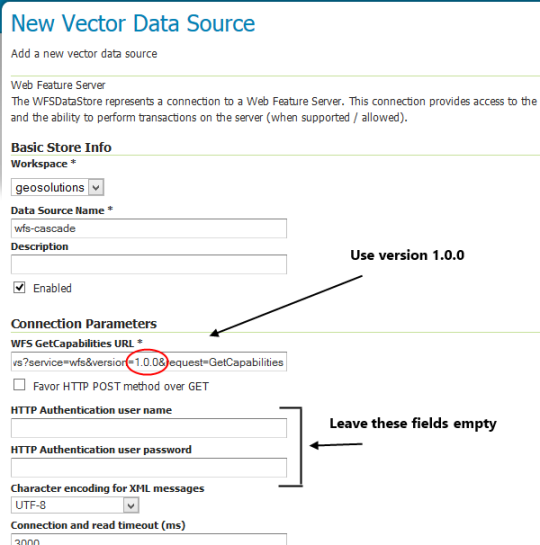 New Vector Data Source
Add a new vector data source
Web Feature Server
The WFSDataStore represents a connection to a Web Feature Server. This connection provides access to the
and the ability to perform transactions on the server (when supported / allowed).
Basic Store Info
Workspace *
geosolutions
Data Source Name *
wfs-cascade
Description
Use version 1.0.0
Enabled
Connection Parameters
WFS GetCapabilities URL *
vs?service=wfs&version=1.0.0&request=GetCapabilities
Favor HTTP POST method over GET
HTTP Authentication user name
Leave these fields empty
HTTP Authentication user password
Character encoding for XML messages
UTF-8
Connection and read timeout (ms)
3000